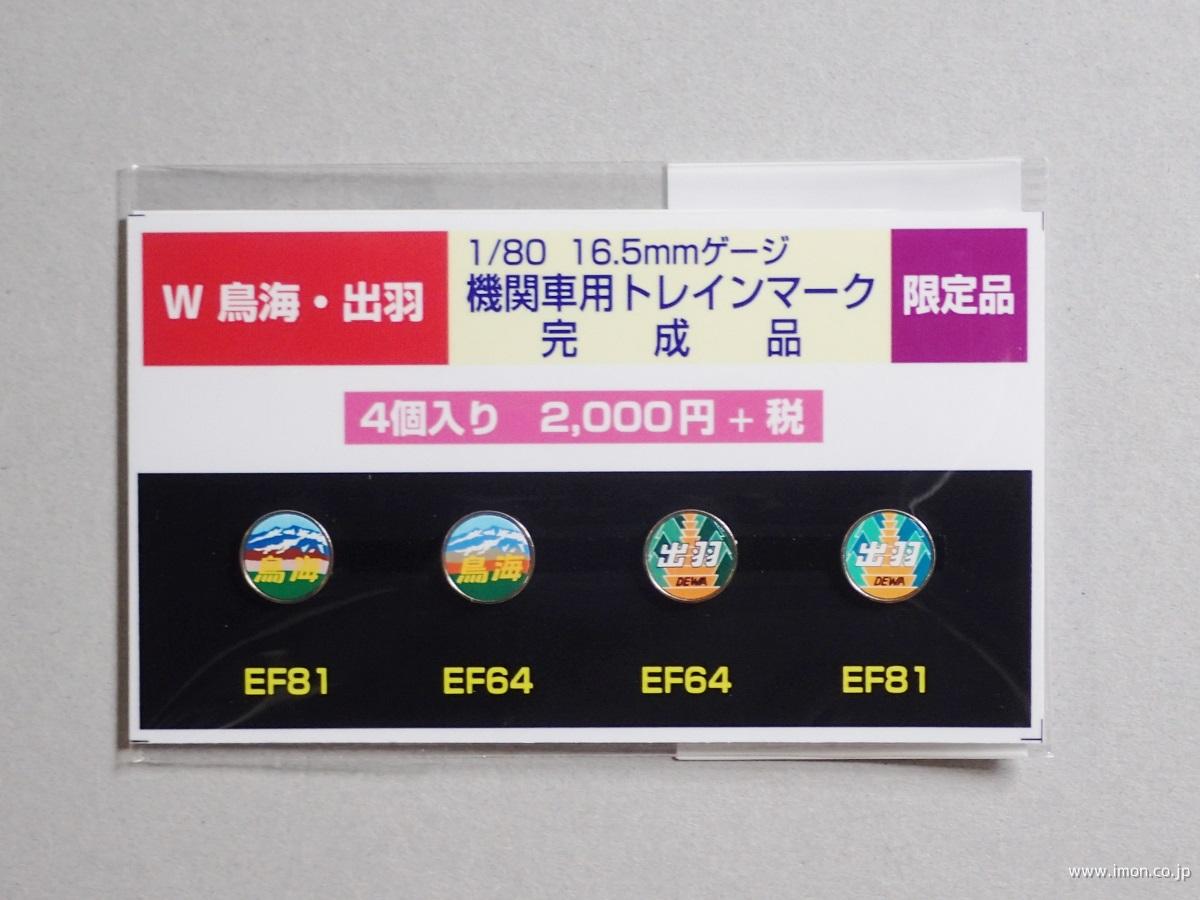 W 鳥海・出羽
1/80 16.5mmゲージ
機関車用トレインマーク
完成品
限定品
4個入り 2,000円+税
鳥海
鳥海
出羽
DEWA
出羽
DEWA
EF81
EF64
EF64
EF81
www.imon.co.jp